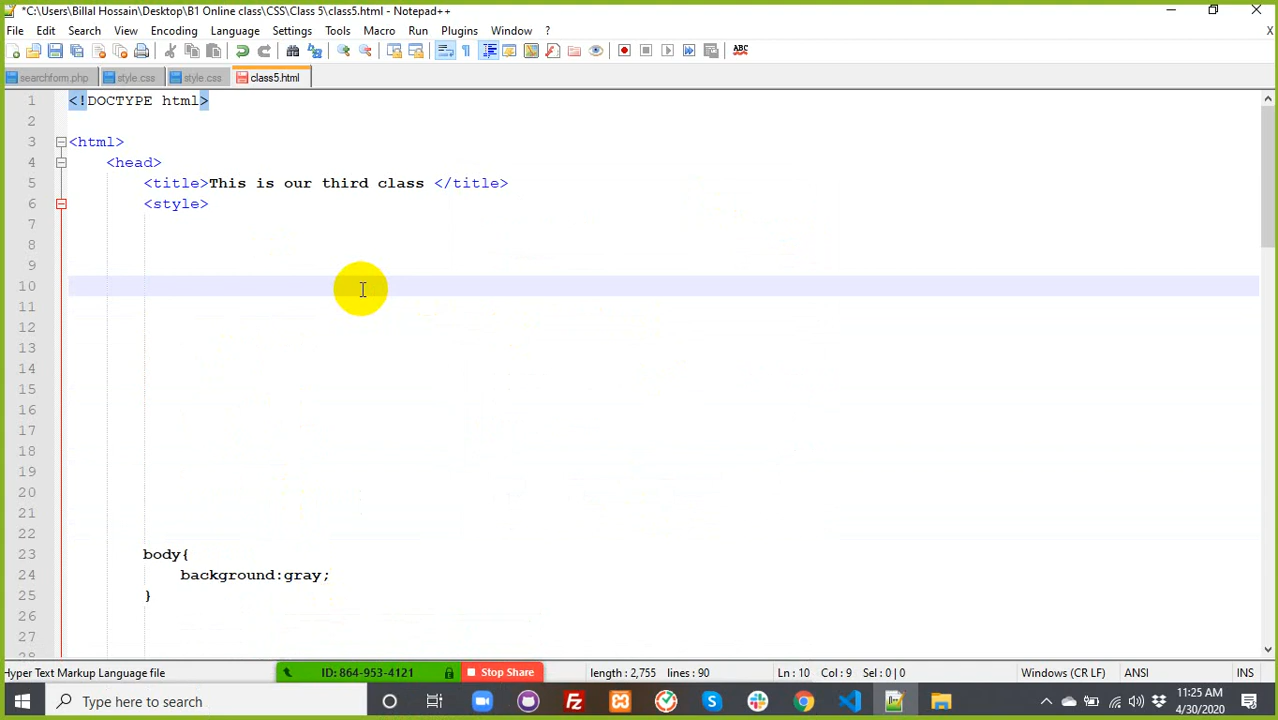 *C:\Users\Billal Hossain\Desktop\B1 Online class\CSS\Class 5\class5.html - Notepad++
File Edit Search View Encoding Language Settings Tools Macro Run Plugins Window ? X
ABC
searchform.php style.css style.css class5.html
1 <!DOCTYPE html>
2
3 <html>
4 <head>
5 <title>This is our third class </title>
6 <style>
7
8
9
10
11
12
13
14
15
16
17
18
19
20
21
22
23 body{
24 background:gray;
25 }
26
27
28
Hyper Text Markup Language file ID: 864-953-4121 Stop Share length : 2,755 lines : 90 Ln : 10 Col : 9 Sel : 0 | 0 Windows (CR LF) ANSI INS
Type here to search 11:25 AM
4/30/2020